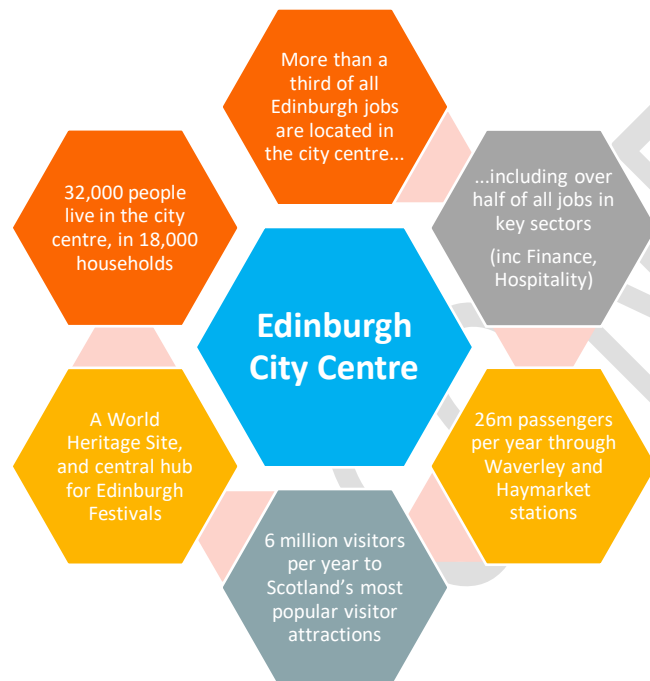 More than a
third of all
Edinburgh jobs
are located in
the city centre...
...including over
half of all jobs in
key sectors
(inc Finance,
Hospitality)
26m passengers
per year through
Waverley and
Haymarket
stations
6 million visitors
per year to
Scotland’s most
popular visitor
attractions
A World
Heritage Site,
and central hub
for Edinburgh
Festivals
32,000 people
live in the city
centre, in 18,000
households
Edinburgh
City Centre